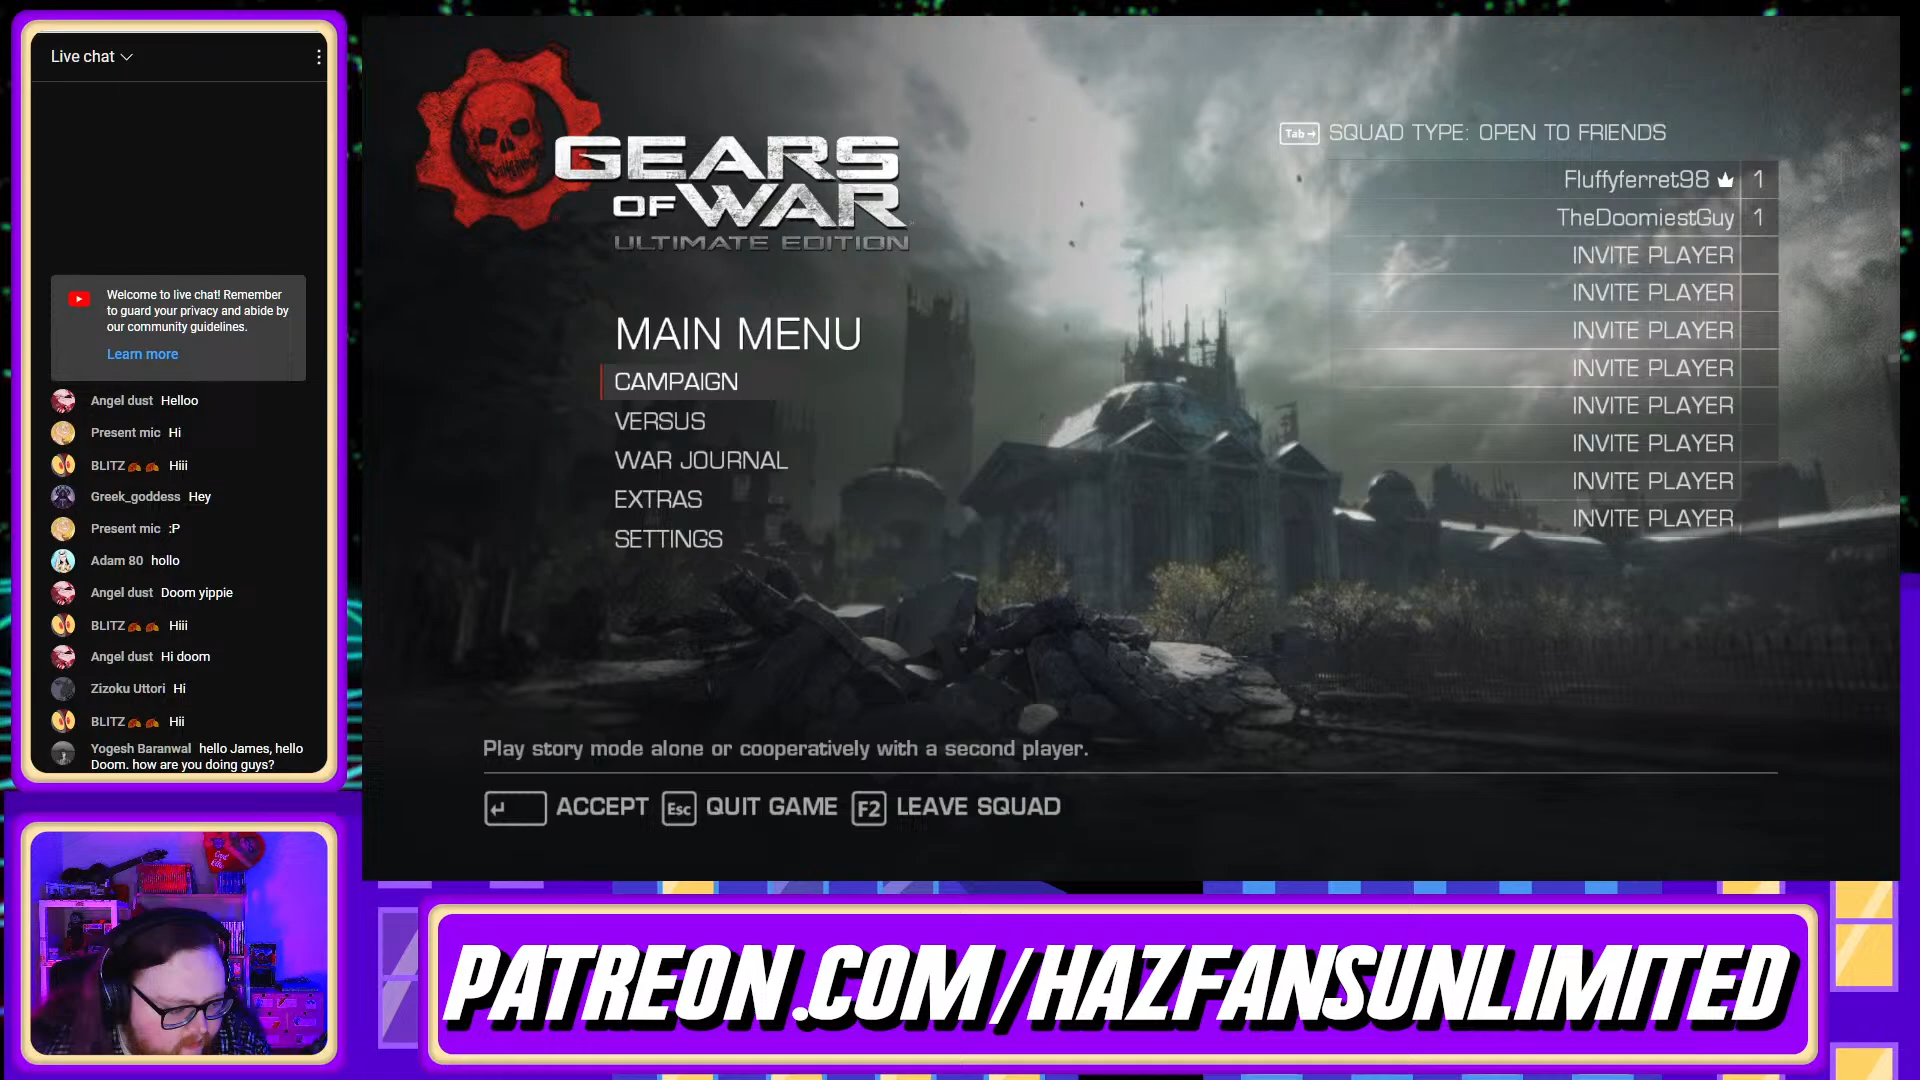 Live chat
Welcome to live chat! Remember
to guard your privacy and abide by
our community guidelines.
Learn more
Angel dust Helloo
Present mic Hi
BLITZ Hiii
Greek_goddess Hey
Present mic :P
Adam 80 hollo
Angel dust Doom yippie
BLITZ Hiii
Angel dust Hi doom
Zizoku Uttori Hi
BLITZ Hii
Yogesh Baranwal hello James, hello
Doom. how are you doing guys?
GEARS
OF WAR
ULTIMATE EDITION
MAIN MENU
CAMPAIGN
VERSUS
WAR JOURNAL
EXTRAS
SETTINGS
Tab SQUAD TYPE: OPEN TO FRIENDS
Fluffyferret98 1
TheDoomiestGuy 1
INVITE PLAYER
INVITE PLAYER
INVITE PLAYER
INVITE PLAYER
INVITE PLAYER
INVITE PLAYER
INVITE PLAYER
INVITE PLAYER
Play story mode alone or cooperatively with a second player.
ACCEPT Esc QUIT GAME F2 LEAVE SQUAD
PATREON.COM/HAZFANSUNLIMITED